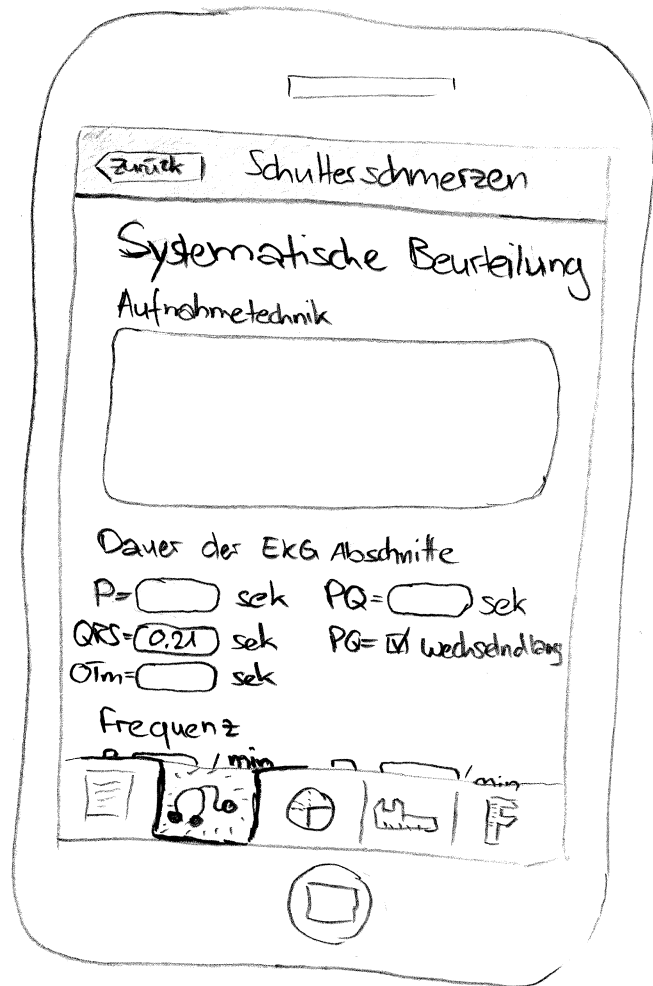 Zurück Schulterschmerzen
Systematische Beurteilung
Aufnahmetechnik
Dauer der EKG Abschnitte
P= sek PQ= sek
QRS= 0.21 sek PQ= wechselnd lang
QTm= sek
Frequenz
/min /min